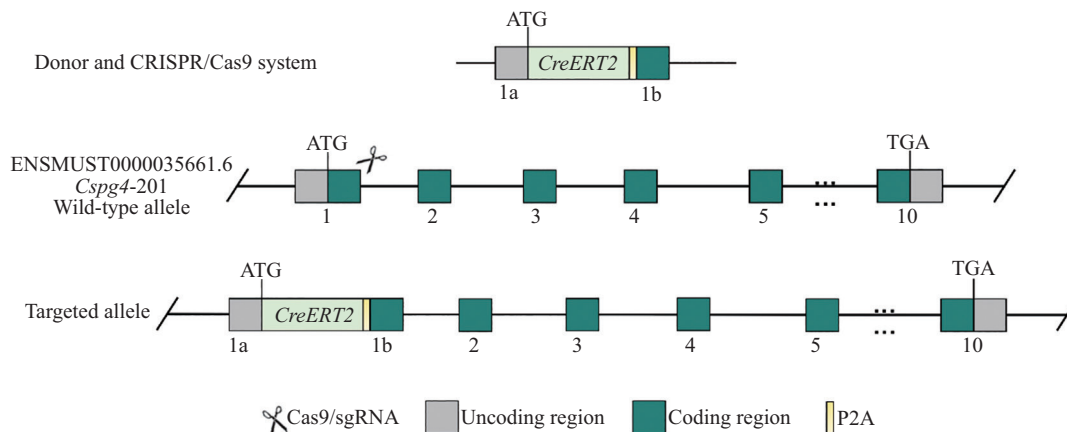 ATG
Donor and CRISPR/Cas9 system
CreERT2
1a
1b
ENSMUST0000035661.6
Cspg4-201
Wild-type allele
ATG
TGA
...
...
1
2
3
4
5
10
Targeted allele
ATG
TGA
CreERT2
...
...
1a
1b
2
3
4
5
10
Cas9/sgRNA
Uncoding region
Coding region
P2A